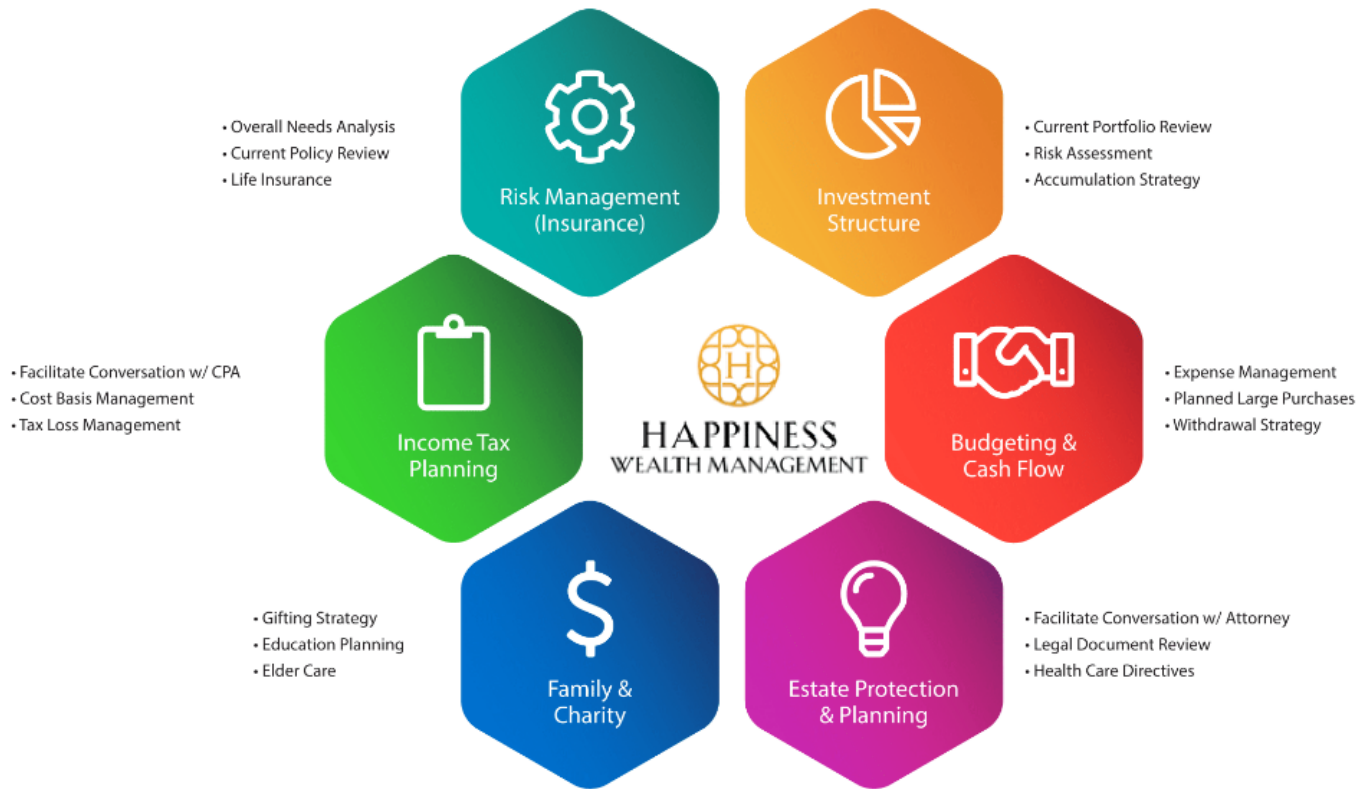 • Overall Needs Analysis
• Current Policy Review
• Life Insurance
Risk Management
(Insurance)
Investment
Structure
• Current Portfolio Review
• Risk Assessment
• Accumulation Strategy
• Facilitate Conversation w/ CPA
• Cost Basis Management
• Tax Loss Management
Income Tax
Planning
H
HAPPINESS
WEALTH MANAGEMENT
Budgeting &
Cash Flow
• Expense Management
• Planned Large Purchases
• Withdrawal Strategy
• Gifting Strategy
• Education Planning
• Elder Care
$
Family &
Charity
Estate Protection
& Planning
• Facilitate Conversation w/ Attorney
• Legal Document Review
• Health Care Directives